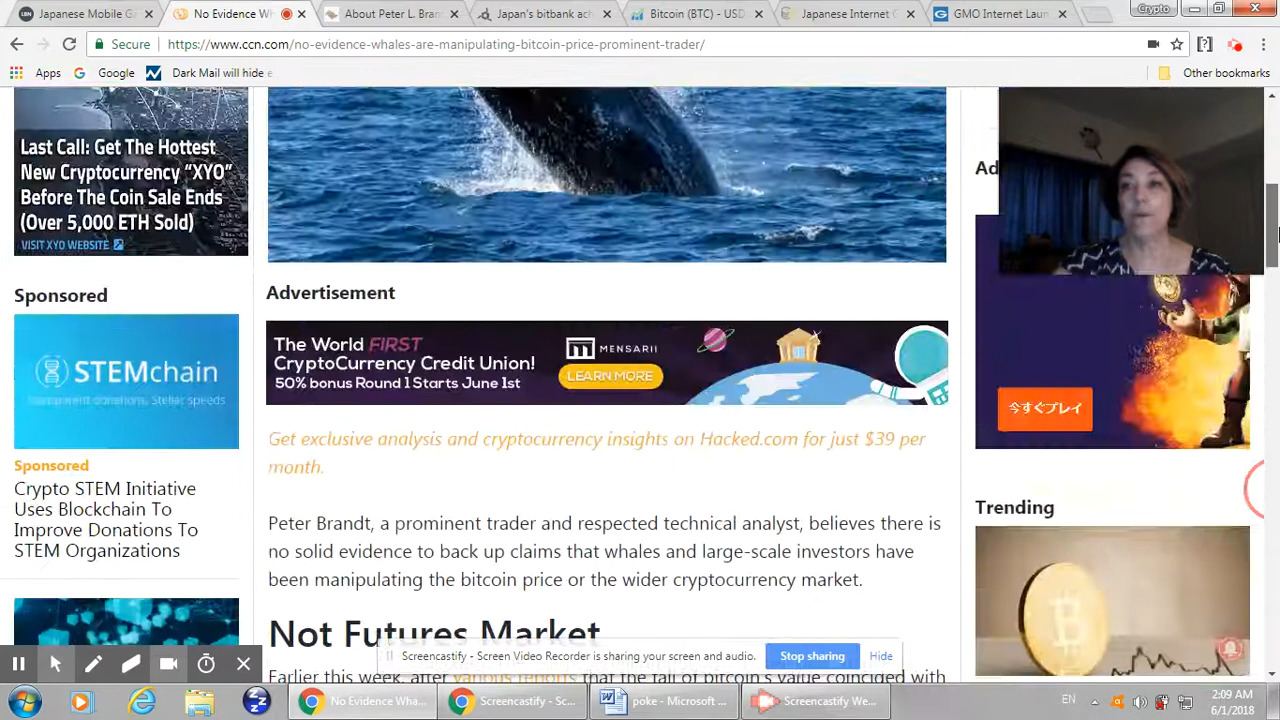 Japanese Mobile Ga
No Evidence Wh
About Peter L. Bran
Japan's bitbank ac
Bitcoin (BTC) - USD
Japanese Internet G
GMO Internet Laun
Crypto
Secure
https://www.ccn.com/no-evidence-whales-are-manipulating-bitcoin-price-prominent-trader/
Apps
Google
Dark Mail will hide e
Other bookmarks
Last Call: Get The Hottest
New Cryptocurrency "XYO"
Before The Coin Sale Ends
(Over 5,000 ETH Sold)
VISIT XYO WEBSITE
Sponsored
STEMchain
transparent donations, Stellar speeds
Sponsored
Crypto STEM Initiative
Uses Blockchain To
Improve Donations To
STEM Organizations
Advertisement
The World FIRST
CryptoCurrency Credit Union!
50% bonus Round 1 Starts June 1st
MENSARII
LEARN MORE
Get exclusive analysis and cryptocurrency insights on Hacked.com for just $39 per
month.
Peter Brandt, a prominent trader and respected technical analyst, believes there is
no solid evidence to back up claims that whales and large-scale investors have
been manipulating the bitcoin price or the wider cryptocurrency market.
Not Futures Market
Earlier this week, after various reports that the fall of bitcoin's value coincided with
Ad
今すぐプレイ
Trending
Screencastify - Screen Video Recorder is sharing your screen and audio.
Stop sharing
Hide
No Evidence Wha...
Screencastify - Sc...
poke - Microsoft ...
Screencastify We...
EN
2:09 AM
6/1/2018